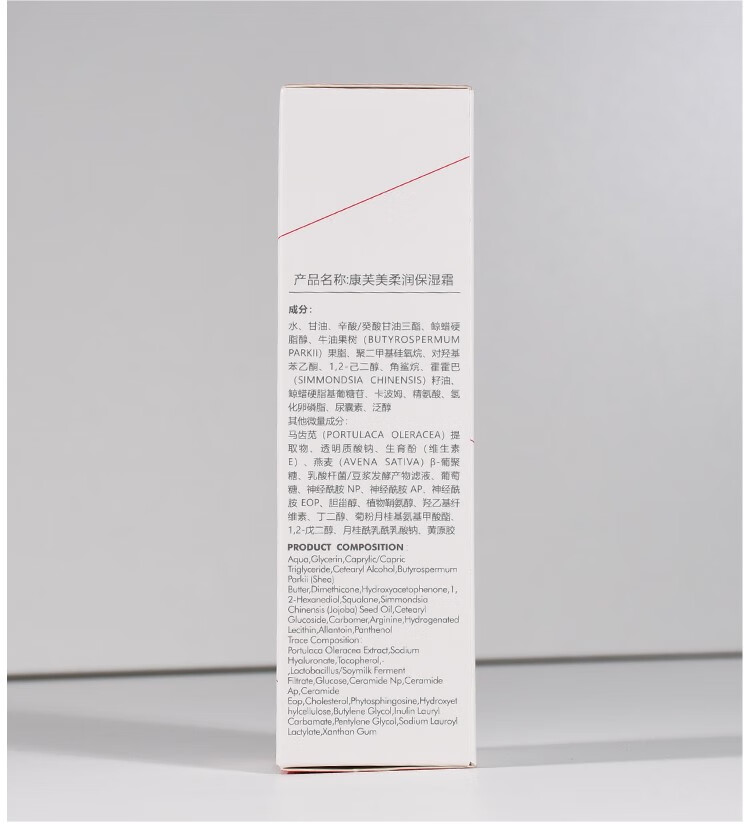 产品名称:康芙美柔润保湿霜
成分:
水、甘油、辛酸/癸酸甘油三酯、鲸蜡硬
脂醇、牛油果树（BUTYROSPERMUM
PARKII）果脂、聚二甲基硅氧烷、对羟基
苯乙酮、1,2-己二醇、角鲨烷、霍霍巴
（SIMMONDSIA CHINENSIS）籽油、
鲸蜡硬脂基葡糖苷、卡波姆、精氨酸、氢
化卵磷脂、尿囊素、泛醇
其他微量成分:
马齿苋（PORTULACA OLERACEA）提
取物、透明质酸钠、生育酚（维生素
E）、燕麦（AVENA SATIVA）β-葡聚
糖、乳酸杆菌/豆浆发酵产物滤液、葡萄
糖、神经酰胺 NP、神经酰胺 AP、神经酰
胺 EOP、胆甾醇、植物鞘氨醇、羟乙基纤
维素、丁二醇、菊粉月桂基氨基甲酸酯、
1,2-戊二醇、月桂酰乳酰乳酸钠、黄原胶
PRODUCT COMPOSITION:
Aqua,Glycerin,Caprylic/Capric
Triglyceride,Cetearyl Alcohol,Butyrospermum
Parkii (Shea)
Butter,Dimethicone,Hydroxyacetophenone,1,
2-Hexanediol,Squalane,Simmondsia
Chinensis (Jojoba) Seed Oil,Cetearyl
Glucoside,Carbomer,Arginine,Hydrogenated
Lecithin,Allantoin,Panthenol
Trace Composition:
Portulaca Oleracea Extract,Sodium
Hyaluronate,Tocopherol,-
,Lactobacillus/Soymilk Ferment
Filtrate,Glucose,Ceramide Np,Ceramide
Ap,Ceramide
Eop,Cholesterol,Phytosphingosine,Hydroxyet
hylcellulose,Butylene Glycol,Inulin Lauryl
Carbamate,Pentylene Glycol,Sodium Lauroyl
Lactylate,Xanthan Gum